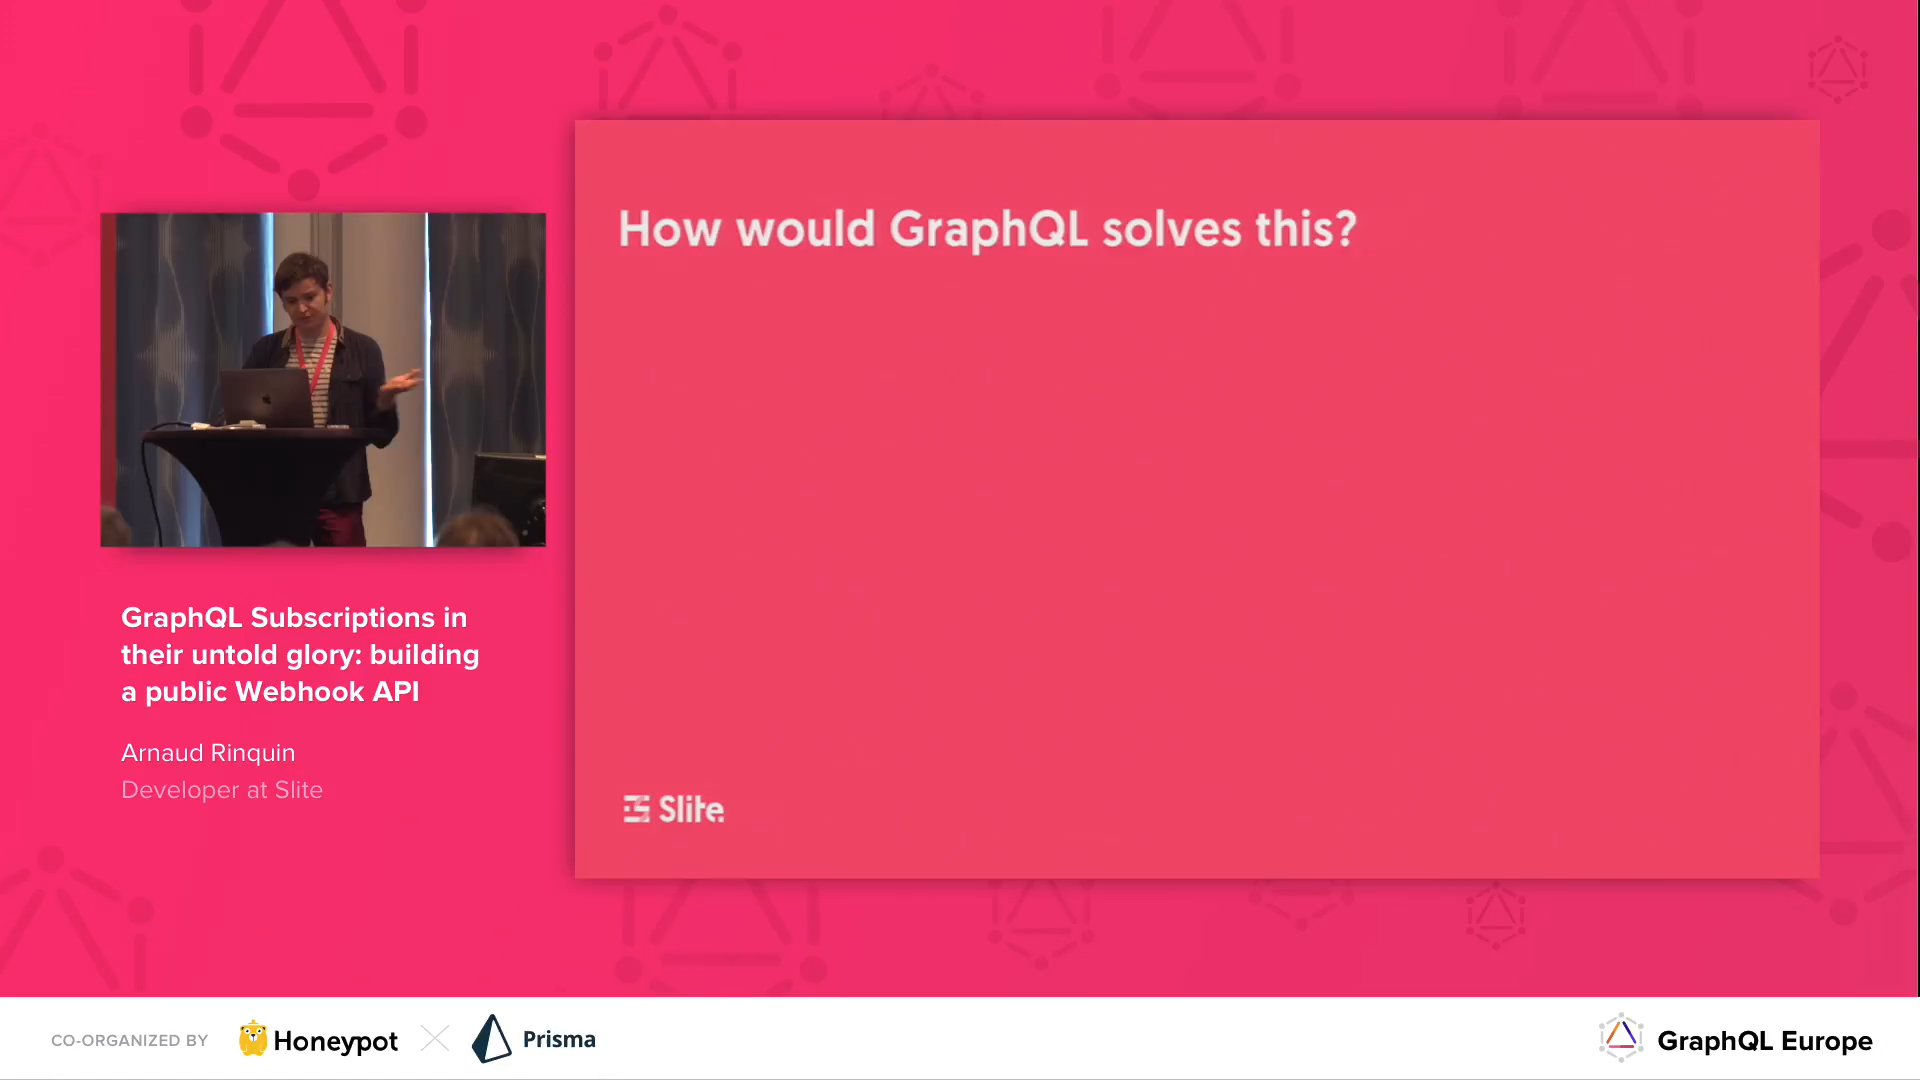 How would GraphQL solves this?
Slite
GraphQL Subscriptions in
their untold glory: building
a public Webhook API
Arnaud Rinquin
Developer at Slite
CO-ORGANIZED BY
Honeypot
Prisma
GraphQL Europe